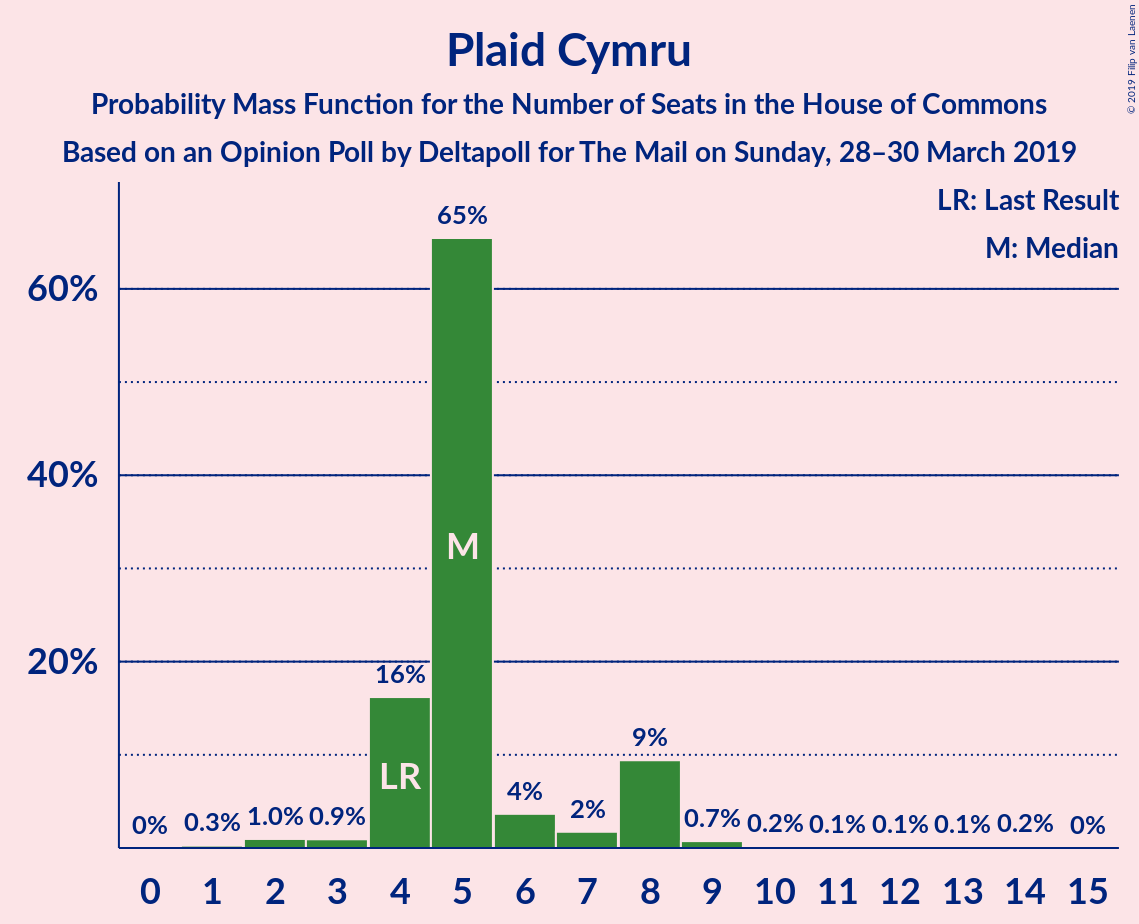 Plaid Cymru
Probability Mass Function for the Number of Seats in the House of Commons
Based on an Opinion Poll by Deltapoll for The Mail on Sunday, 28–30 March 2019
© 2019 Filip van Laenen
LR: Last Result
M: Median
60%
40%
20%
0% 0.3% 1.0% 0.9% 16% 65% 4% 2% 9% 0.7% 0.2% 0.1% 0.1% 0.1% 0.2% 0%
LR M
0 1 2 3 4 5 6 7 8 9 10 11 12 13 14 15